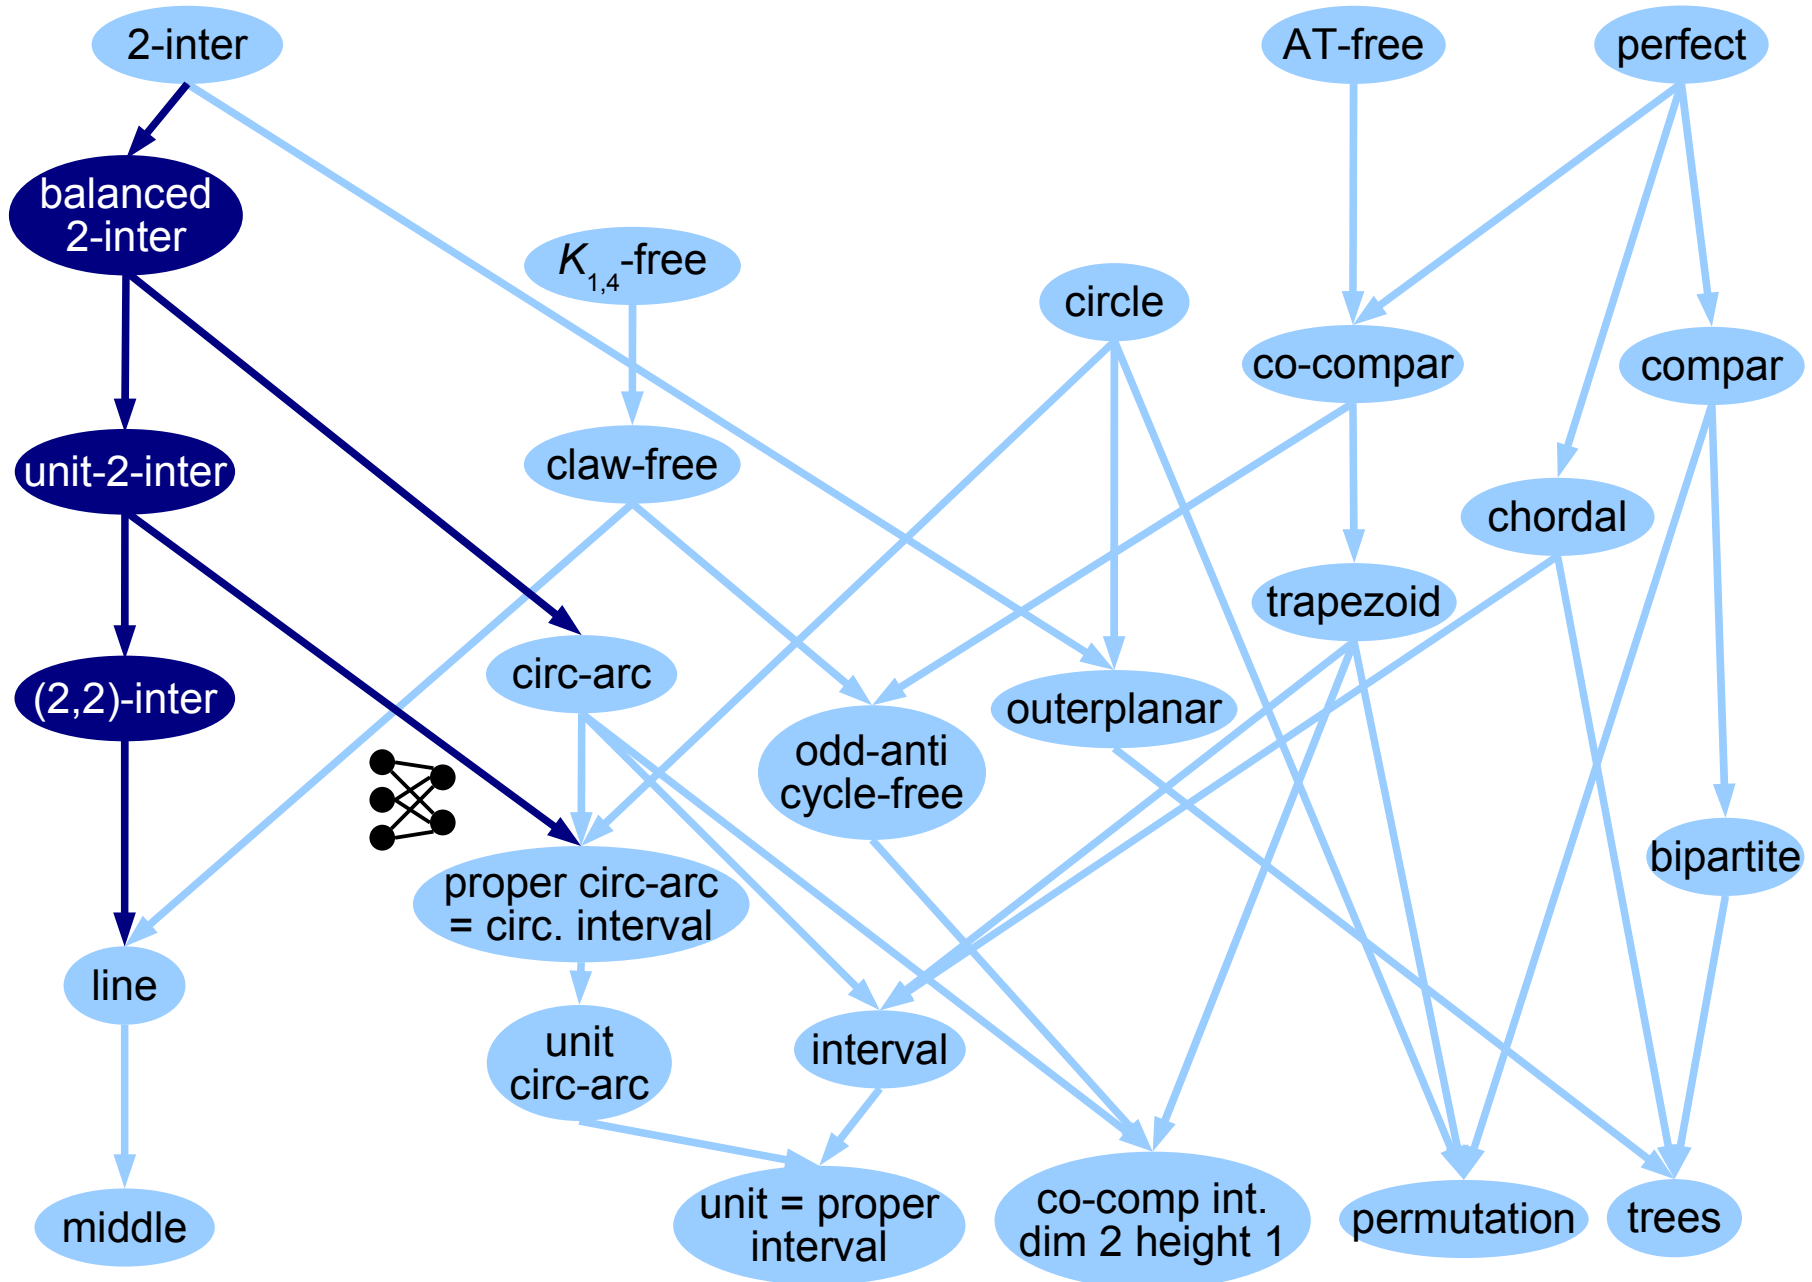 2-inter
AT-free
perfect
balanced
2-inter
K1,4-free
circle
co-compar
compar
unit-2-inter
claw-free
chordal
trapezoid
(2,2)-inter
circ-arc
outerplanar
odd-anti
cycle-free
bipartite
proper circ-arc
= circ. interval
line
unit
circ-arc
interval
middle
unit = proper
interval
co-comp int.
dim 2 height 1
permutation
trees